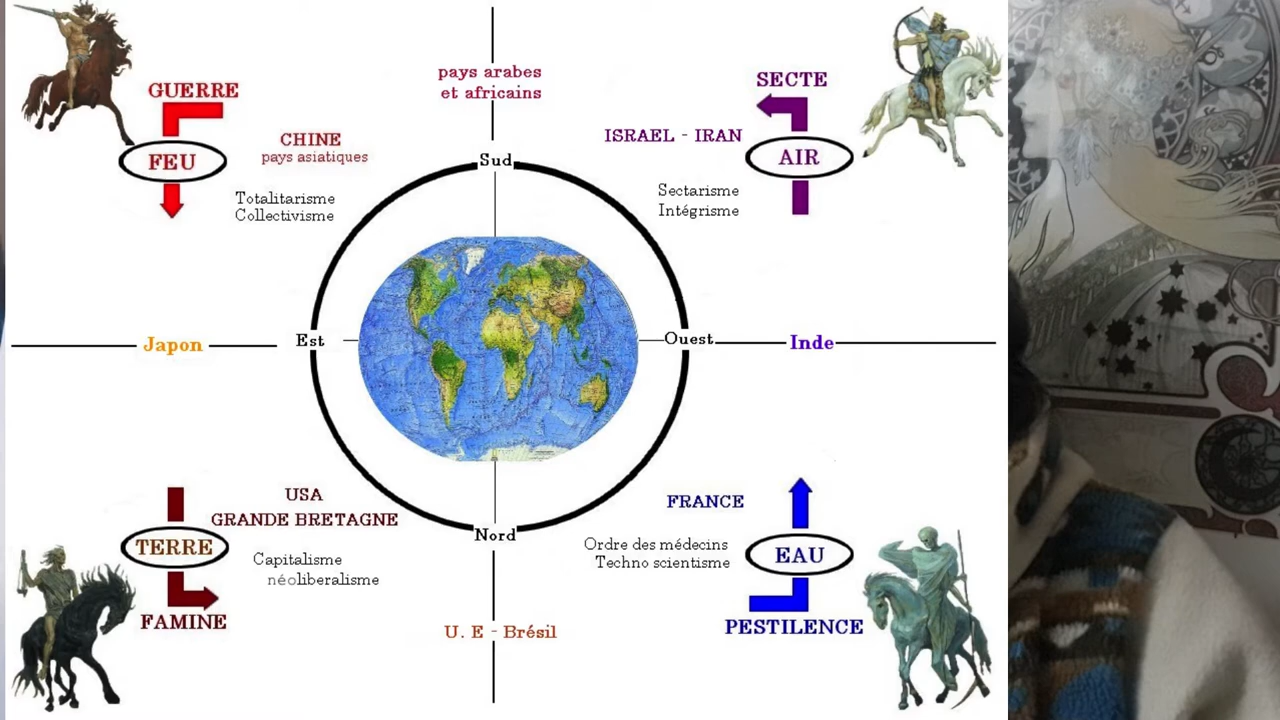 GUERRE
FEU
CHINE
pays asiatiques
Totalitarisme
Collectivisme
pays arabes
et africains
SECTE
ISRAEL - IRAN
AIR
Sectarisme
Intégrisme
Sud
Japon
Est
Ouest
Inde
Nord
USA
GRANDE BRETAGNE
TERRE
Capitalisme
néoliberalisme
FAMINE
FRANCE
Ordre des médecins
Techno scientisme
EAU
PESTILENCE
U. E - Brésil